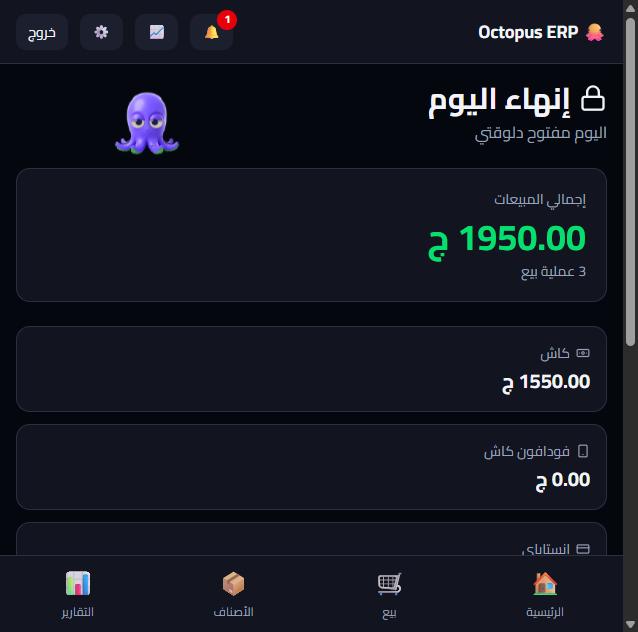 Octopus ERP
1
خروج
إنهاء اليوم
اليوم مفتوح دلوقتي
إجمالي المبيعات
1950.00 ج
3 عملية بيع
كاش
1550.00 ج
فودافون كاش
0.00 ج
انستاباي
الرئيسية
بيع
الأصناف
التقارير